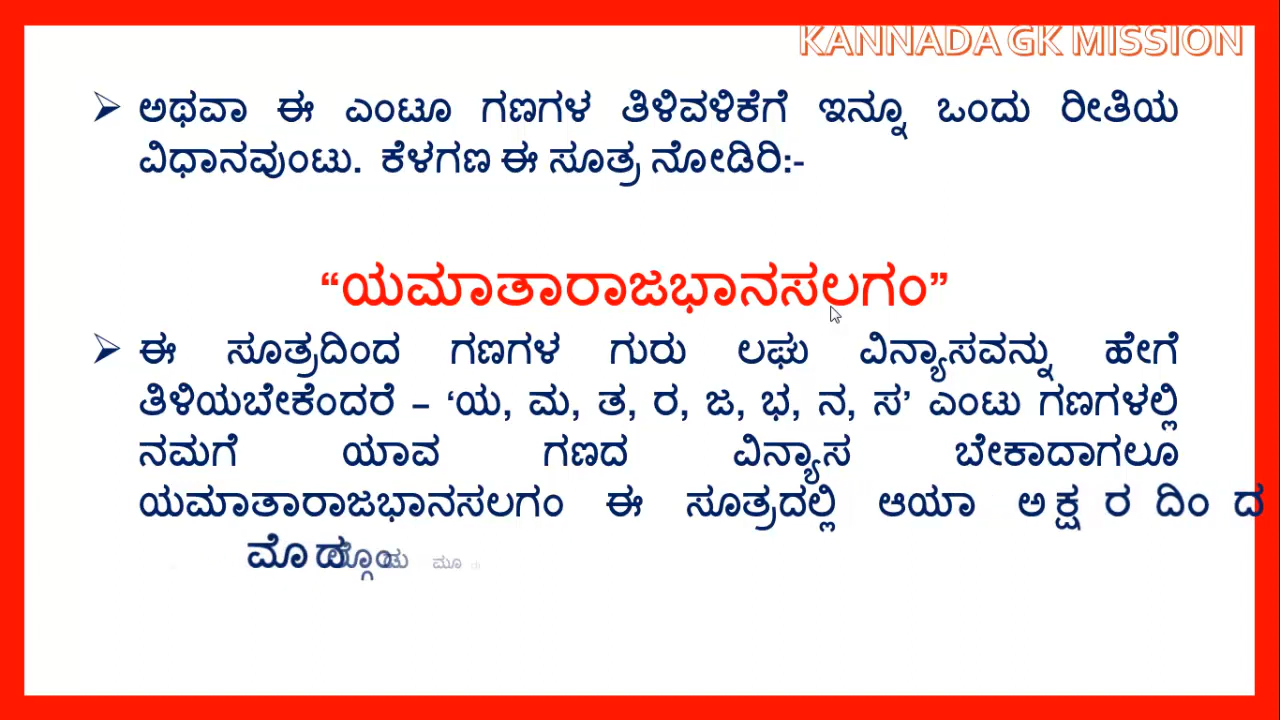 KANNADA GK MISSION
ಅಥವಾ ಈ ಎಂಟೂ ಗಣಗಳ ತಿಳಿವಳಿಕೆಗೆ ಇನ್ನೂ ಒಂದು ರೀತಿಯ
ವಿಧಾನವುಂಟು. ಕೆಳಗಣ ಈ ಸೂತ್ರ ನೋಡಿರಿ:-
“ಯಮಾತಾರಾಜಭಾನಸಲಗಂ”
ಈ ಸೂತ್ರದಿಂದ ಗಣಗಳ ಗುರು ಲಘು ವಿನ್ಯಾಸವನ್ನು ಹೇಗೆ
ತಿಳಿಯಬೇಕೆಂದರೆ – ‘ಯ, ಮ, ತ, ರ, ಜ, ಭ, ನ, ಸ’ ಎಂಟು ಗಣಗಳಲ್ಲಿ
ನಮಗೆ ಯಾವ ಗಣದ ವಿನ್ಯಾಸ ಬೇಕಾದಾಗಲೂ
ಯಮಾತಾರಾಜಭಾನಸಲಗಂ ಈ ಸೂತ್ರದಲ್ಲಿ ಆಯಾ ಅಕ್ಷರದಿಂದ